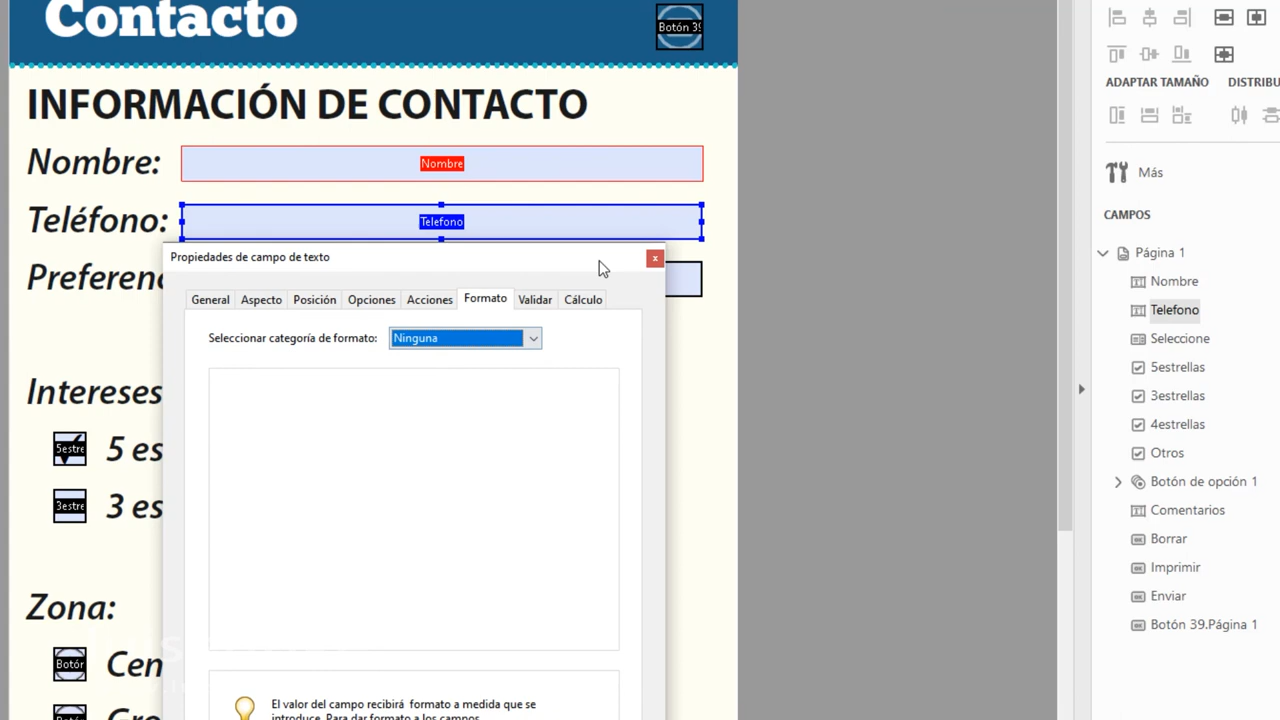 Contacto
Botón 39
INFORMACIÓN DE CONTACTO
Nombre:
Nombre
Teléfono:
Telefono
Preferenc
Propiedades de campo de texto
x
General
Aspecto
Posición
Opciones
Acciones
Formato
Validar
Cálculo
Seleccionar categoría de formato:
Ninguna
Intereses
5estre
5 es
3estre
3 es
Zona:
Botón
Cen
El valor del campo recibirá formato a medida que se
introduce. Para dar formato a los campos
ADAPTAR TAMAÑO
DISTRIBU
Más
CAMPOS
Página 1
Nombre
Telefono
Seleccione
5estrellas
3estrellas
4estrellas
Otros
Botón de opción 1
Comentarios
Borrar
Imprimir
Enviar
Botón 39.Página 1